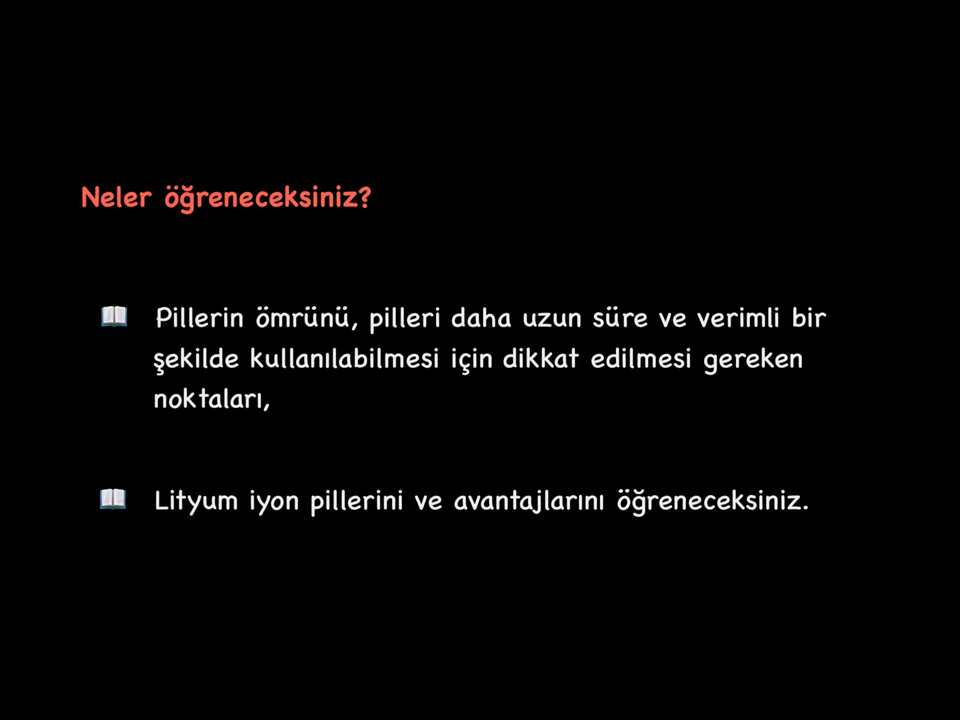 Neler öğreneceksiniz?
📖 Pillerin ömrünü, pilleri daha uzun süre ve verimli bir
şekilde kullanılabilmesi için dikkat edilmesi gereken
noktaları,
📖 Lityum iyon pillerini ve avantajlarını öğreneceksiniz.